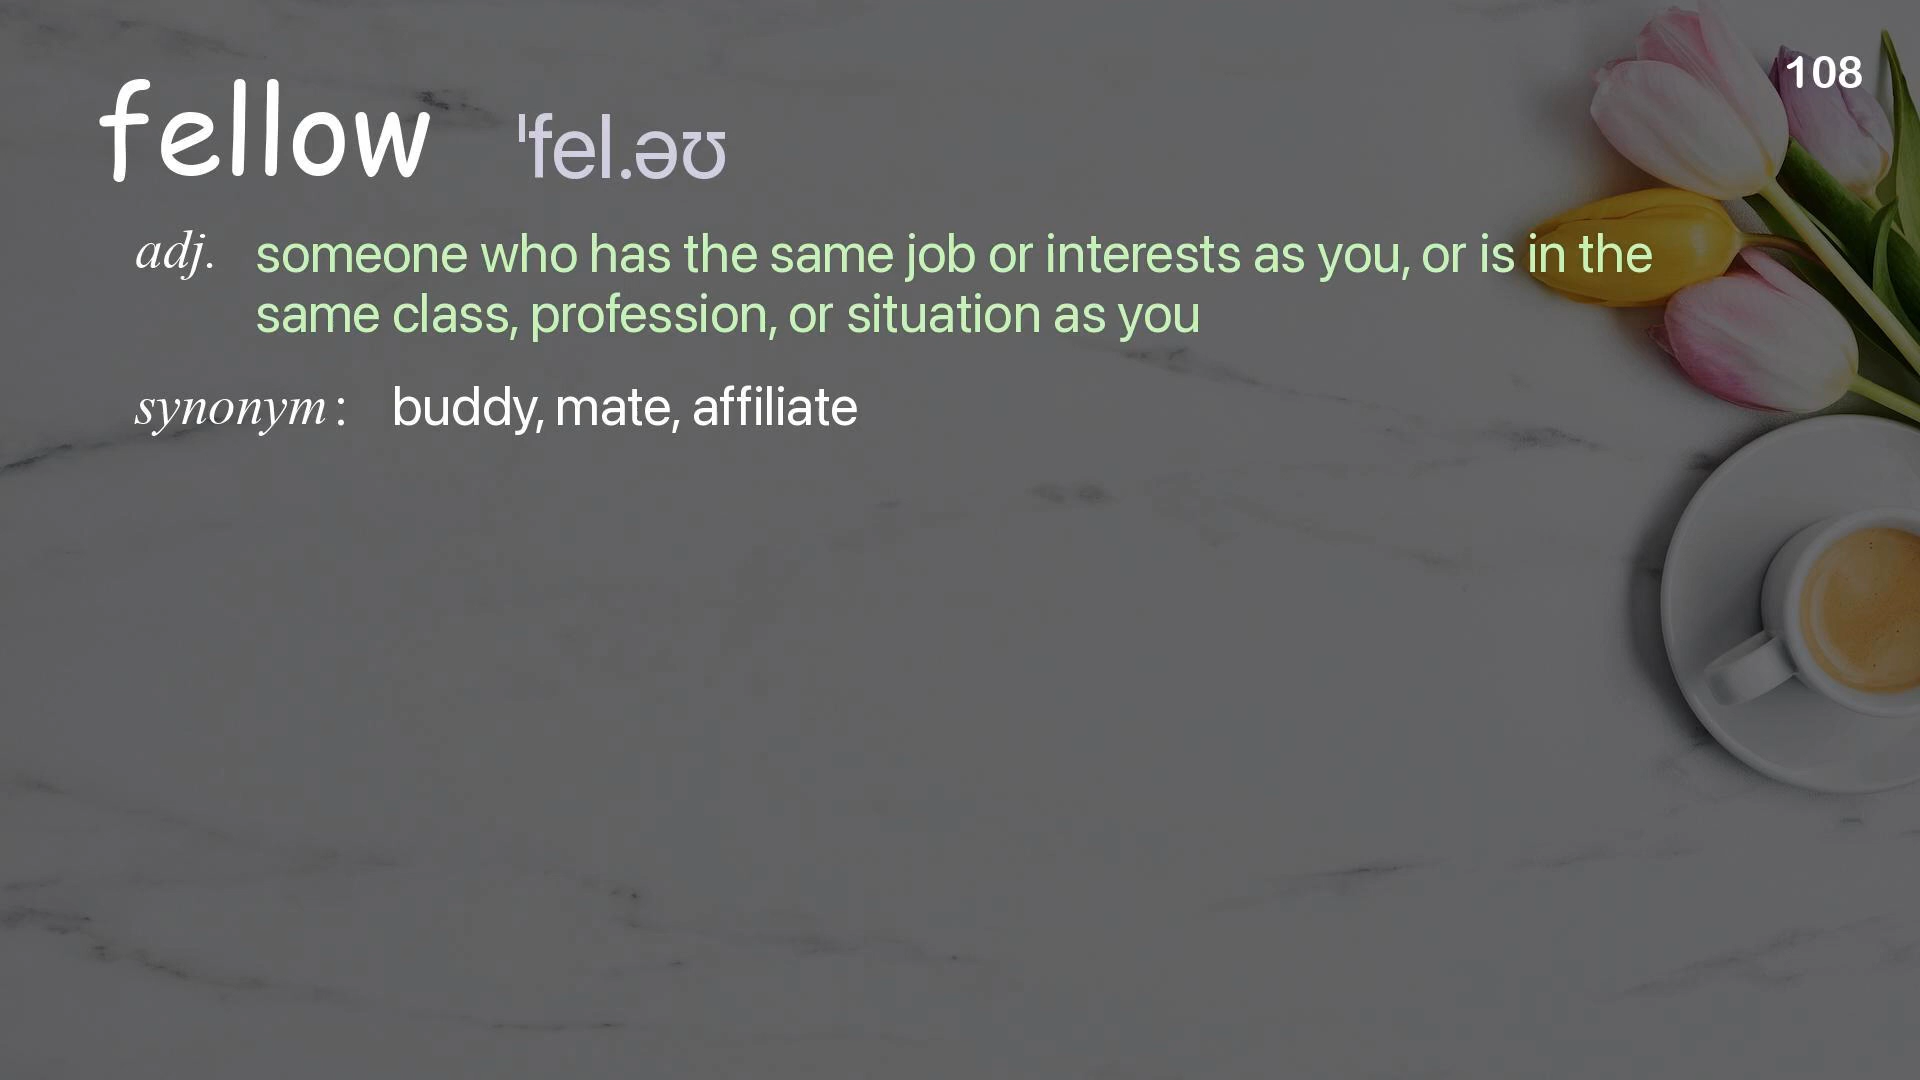 108
fellow ˈfel.əʊ
adj. someone who has the same job or interests as you, or is in the
same class, profession, or situation as you
synonym : buddy, mate, affiliate